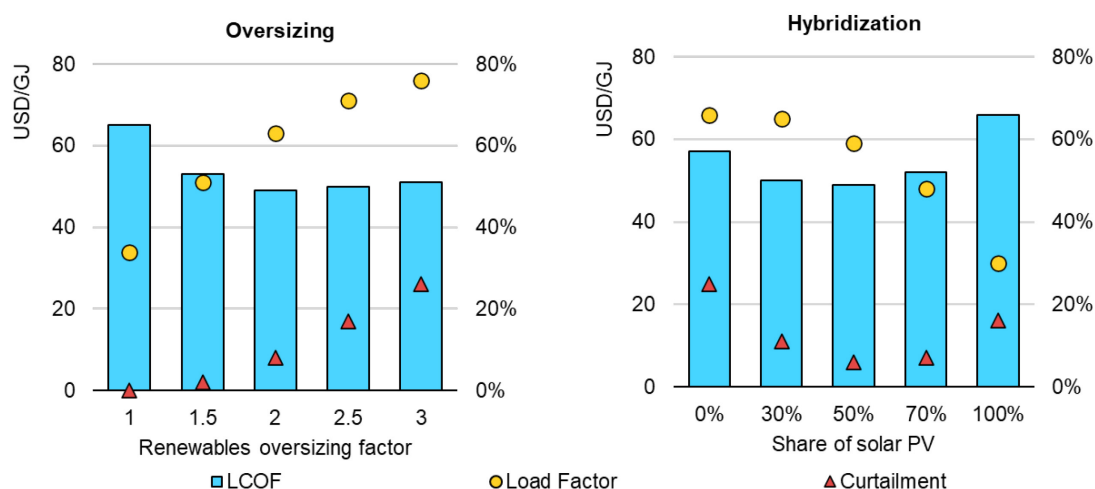 Oversizing
USD/GJ
80
60
40
20
0
80%
60%
40%
20%
0%
1 1.5 2 2.5 3
Renewables oversizing factor
Hybridization
USD/GJ
80
60
40
20
0
80%
60%
40%
20%
0%
0% 30% 50% 70% 100%
Share of solar PV
LCOF Load Factor Curtailment